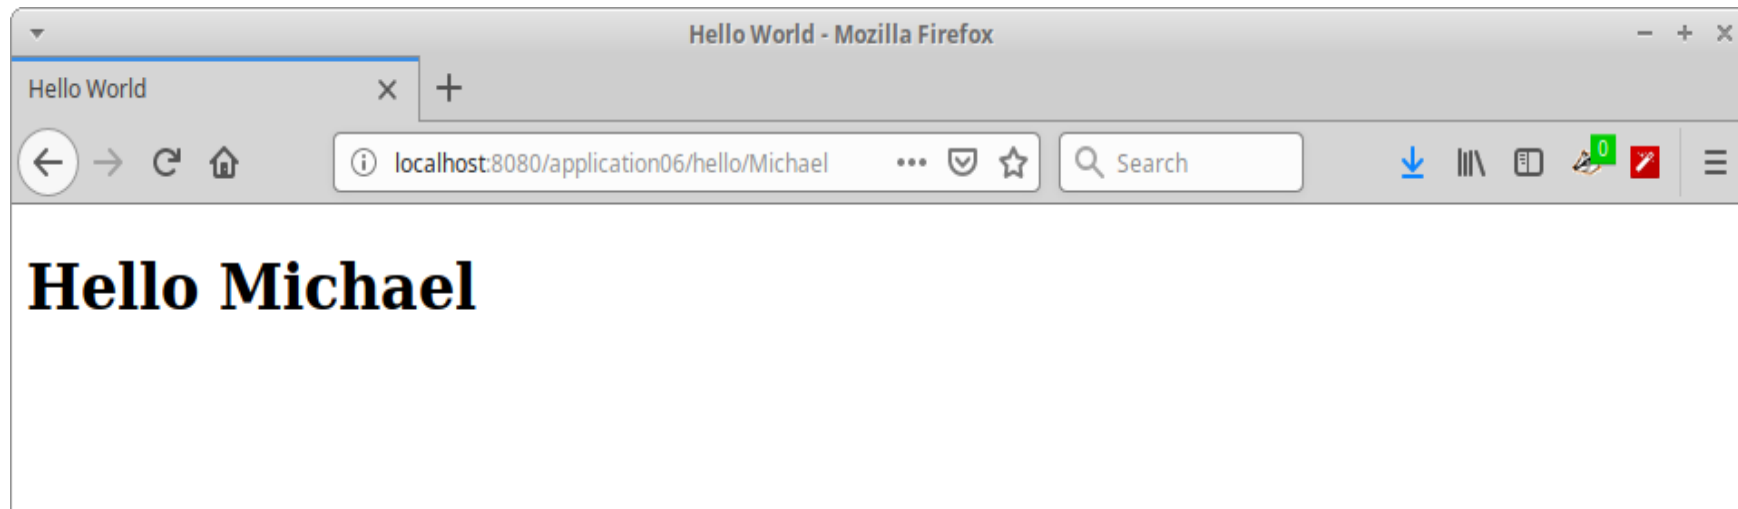 Hello World - Mozilla Firefox
Hello World
localhost:8080/application06/hello/Michael
Search
0
Hello Michael